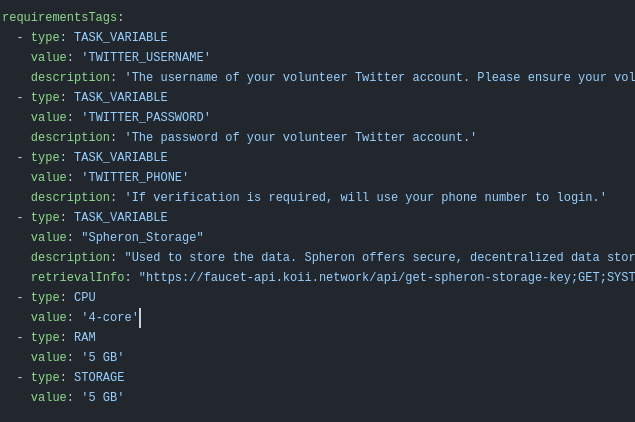 requirementsTags:
  - type: TASK_VARIABLE
    value: 'TWITTER_USERNAME'
    description: 'The username of your volunteer Twitter account. Please ensure your
  - type: TASK_VARIABLE
    value: 'TWITTER_PASSWORD'
    description: 'The password of your volunteer Twitter account.'
  - type: TASK_VARIABLE
    value: 'TWITTER_PHONE'
    description: 'If verification is required, will use your phone number to login.'
  - type: TASK_VARIABLE
    value: "Spheron_Storage"
    description: "Used to store the data. Spheron offers secure, decentralized data
    retrievalInfo: "https://faucet-api.koii.network/api/get-spheron-storage-key;GET;SYST
  - type: CPU
    value: '4-core'
  - type: RAM
    value: '5 GB'
  - type: STORAGE
    value: '5 GB'